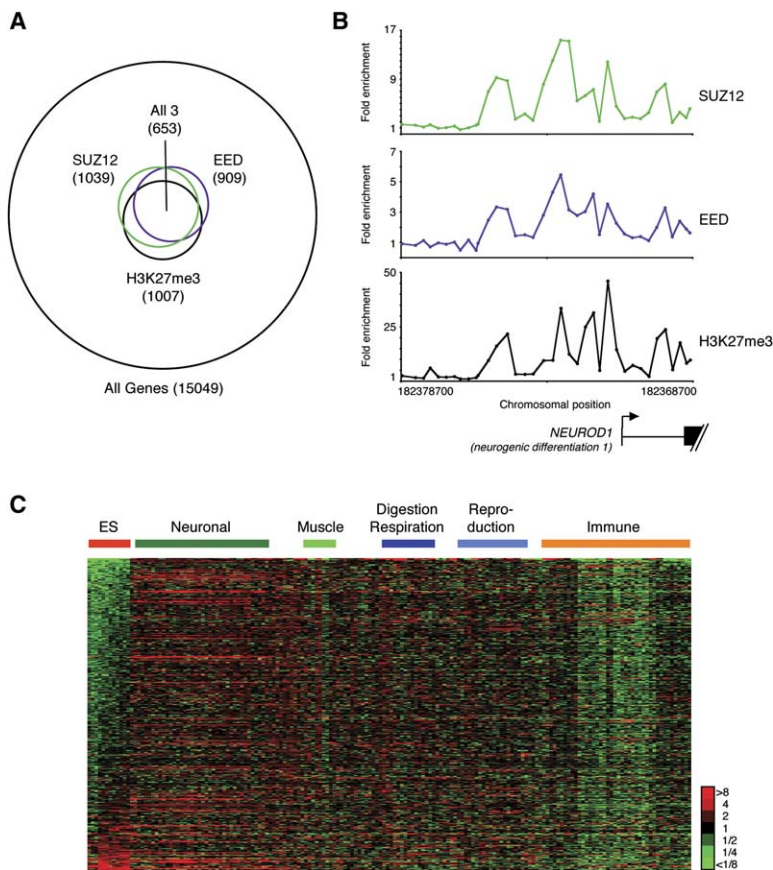 A
All 3
(653)
SUZ12
(1039)
EED
(909)
H3K27me3
(1007)
All Genes (15049)
B
17
9
1
Fold enrichment
SUZ12
7
5
3
1
Fold enrichment
EED
50
25
1
Fold enrichment
H3K27me3
182378700
182368700
Chromosomal position
NEUROD1
(neurogenic differentiation 1)
C
ES
Neuronal
Muscle
Digestion
Respiration
Repro-
duction
Immune
>8
4
2
1
1/2
1/4
<1/8